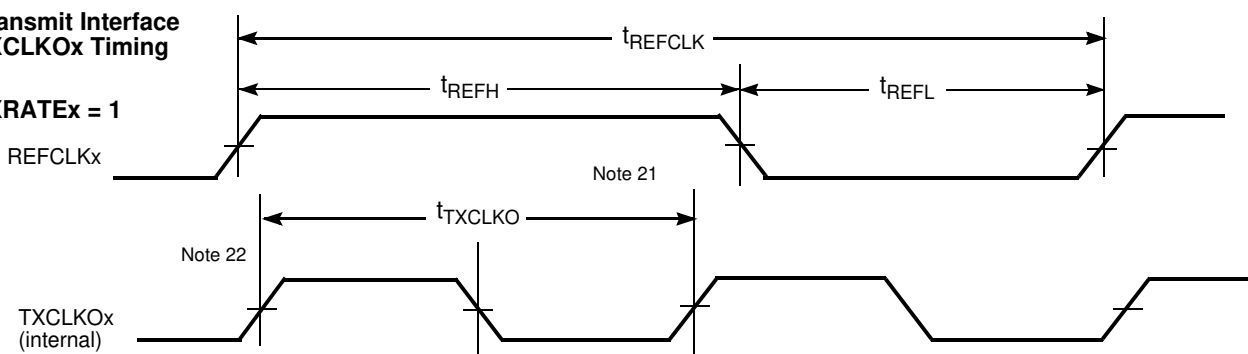 ansmit Interface
CLKOx Timing
tREFCLK
tREFH
tREFL
RATEx = 1
REFCLKx
Note 21
tTXCLKO
Note 22
TXCLKOx
(internal)